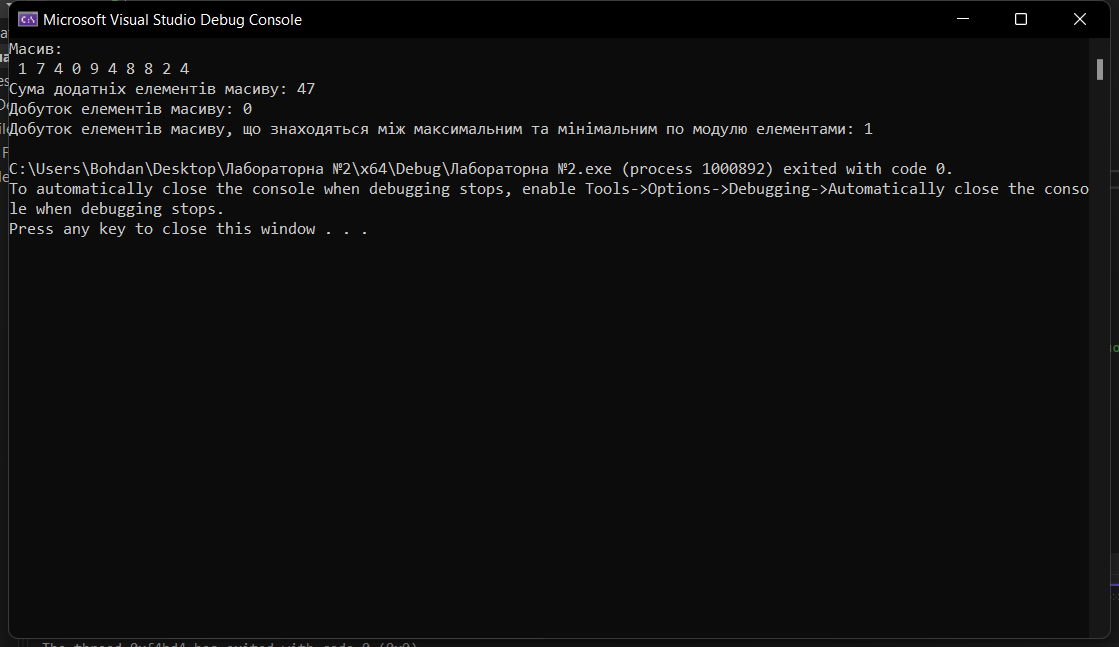 Microsoft Visual Studio Debug Console
Масив:
1 7 4 0 9 4 8 8 2 4
Сума додатніх елементів масиву: 47
Добуток елементів масиву: 0
Добуток елементів масиву, що знаходяться між максимальним та мінімальним по модулю елементами: 1
C:\Users\Bohdan\Desktop\Лабораторна №2\x64\Debug\Лабораторна №2.exe (process 1000892) exited with code 0.
To automatically close the console when debugging stops, enable Tools->Options->Debugging->Automatically close the conso
le when debugging stops.
Press any key to close this window . . .